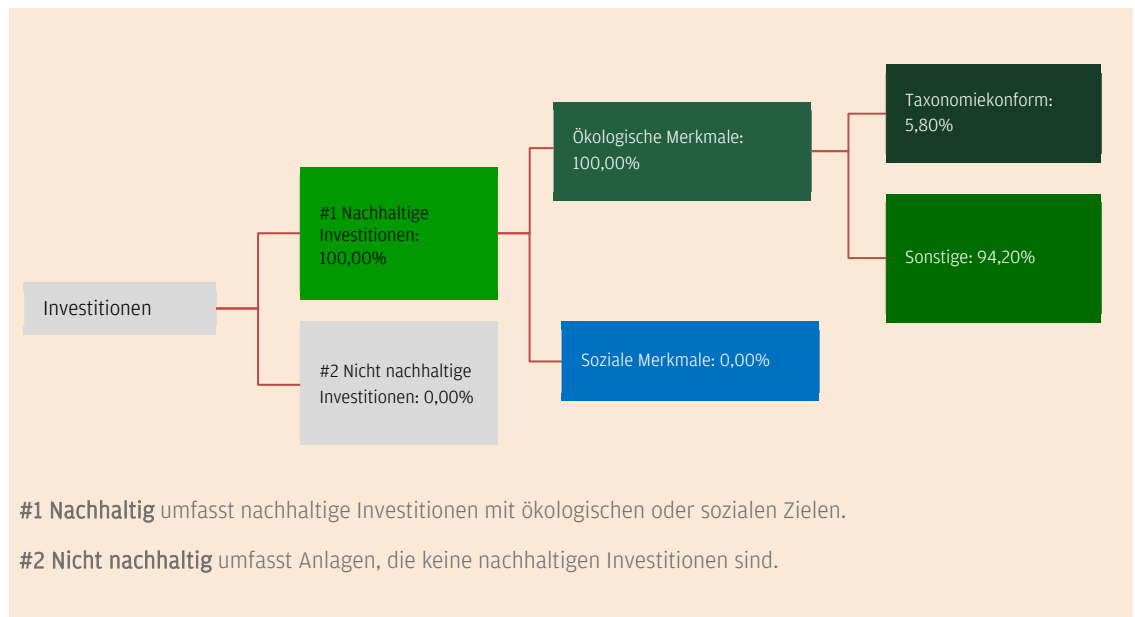 Investitionen
#1 Nachhaltige
Investitionen:
100,00%
#2 Nicht nachhaltige
Investitionen: 0,00%
Ökologische Merkmale:
100,00%
Soziale Merkmale: 0,00%
Taxonomiekonform:
5,80%
Sonstige: 94,20%
#1 Nachhaltig umfasst nachhaltige Investitionen mit ökologischen oder sozialen Zielen.
#2 Nicht nachhaltig umfasst Anlagen, die keine nachhaltigen Investitionen sind.